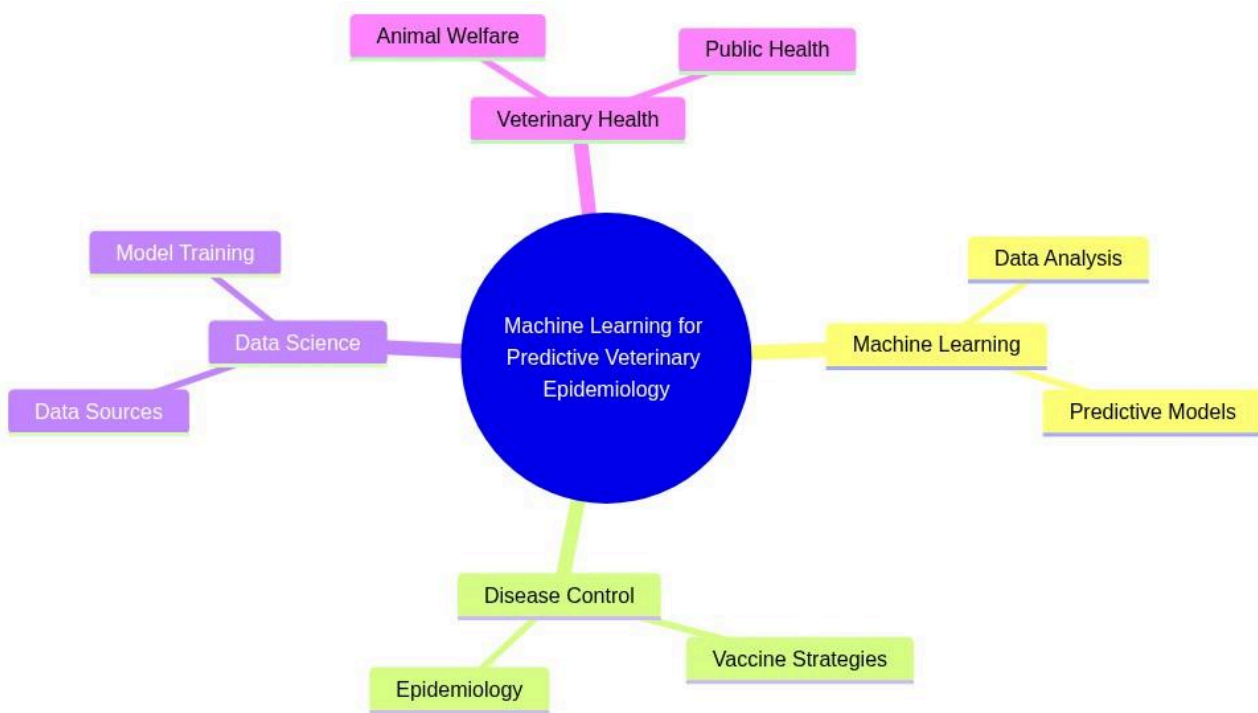 Animal Welfare
Public Health
Veterinary Health
Model Training
Data Analysis
Data Science
Machine Learning for
Predictive Veterinary
Epidemiology
Machine Learning
Data Sources
Predictive Models
Disease Control
Vaccine Strategies
Epidemiology